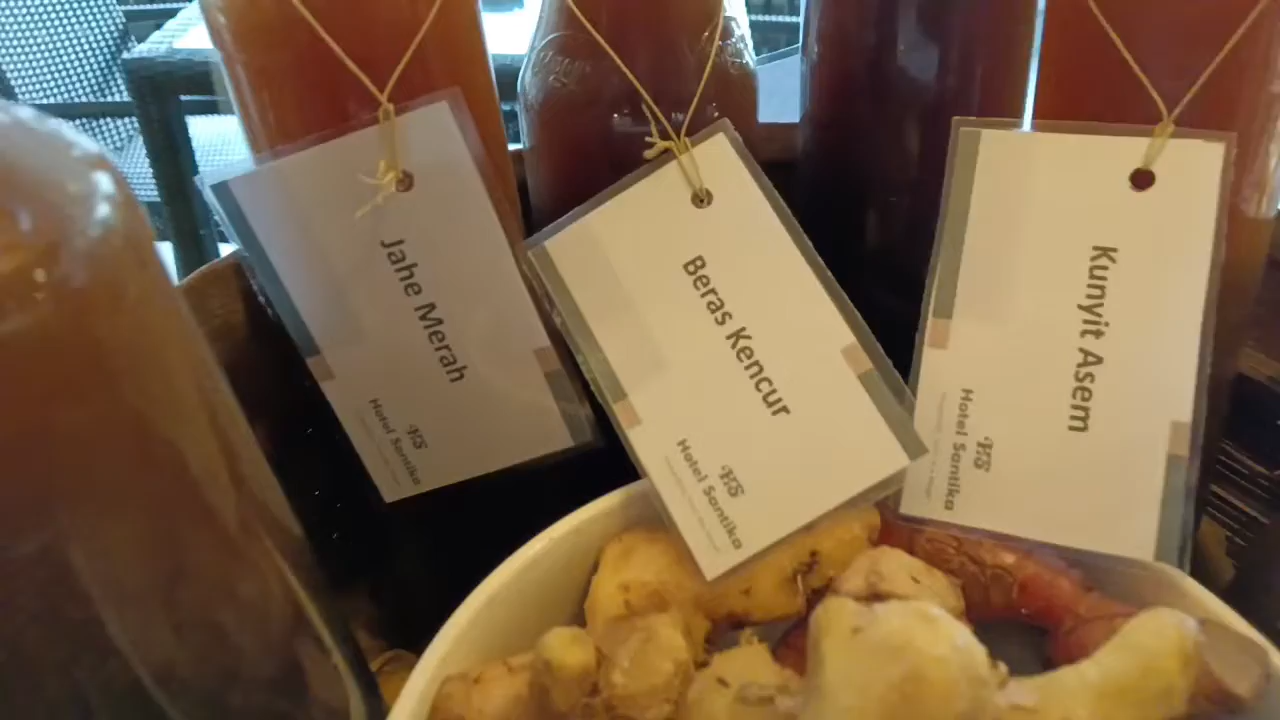 Jahe Merah
HS
Hotel Santika
Beras Kencur
HS
Hotel Santika
Kunyit Asem
HS
Hotel Santika